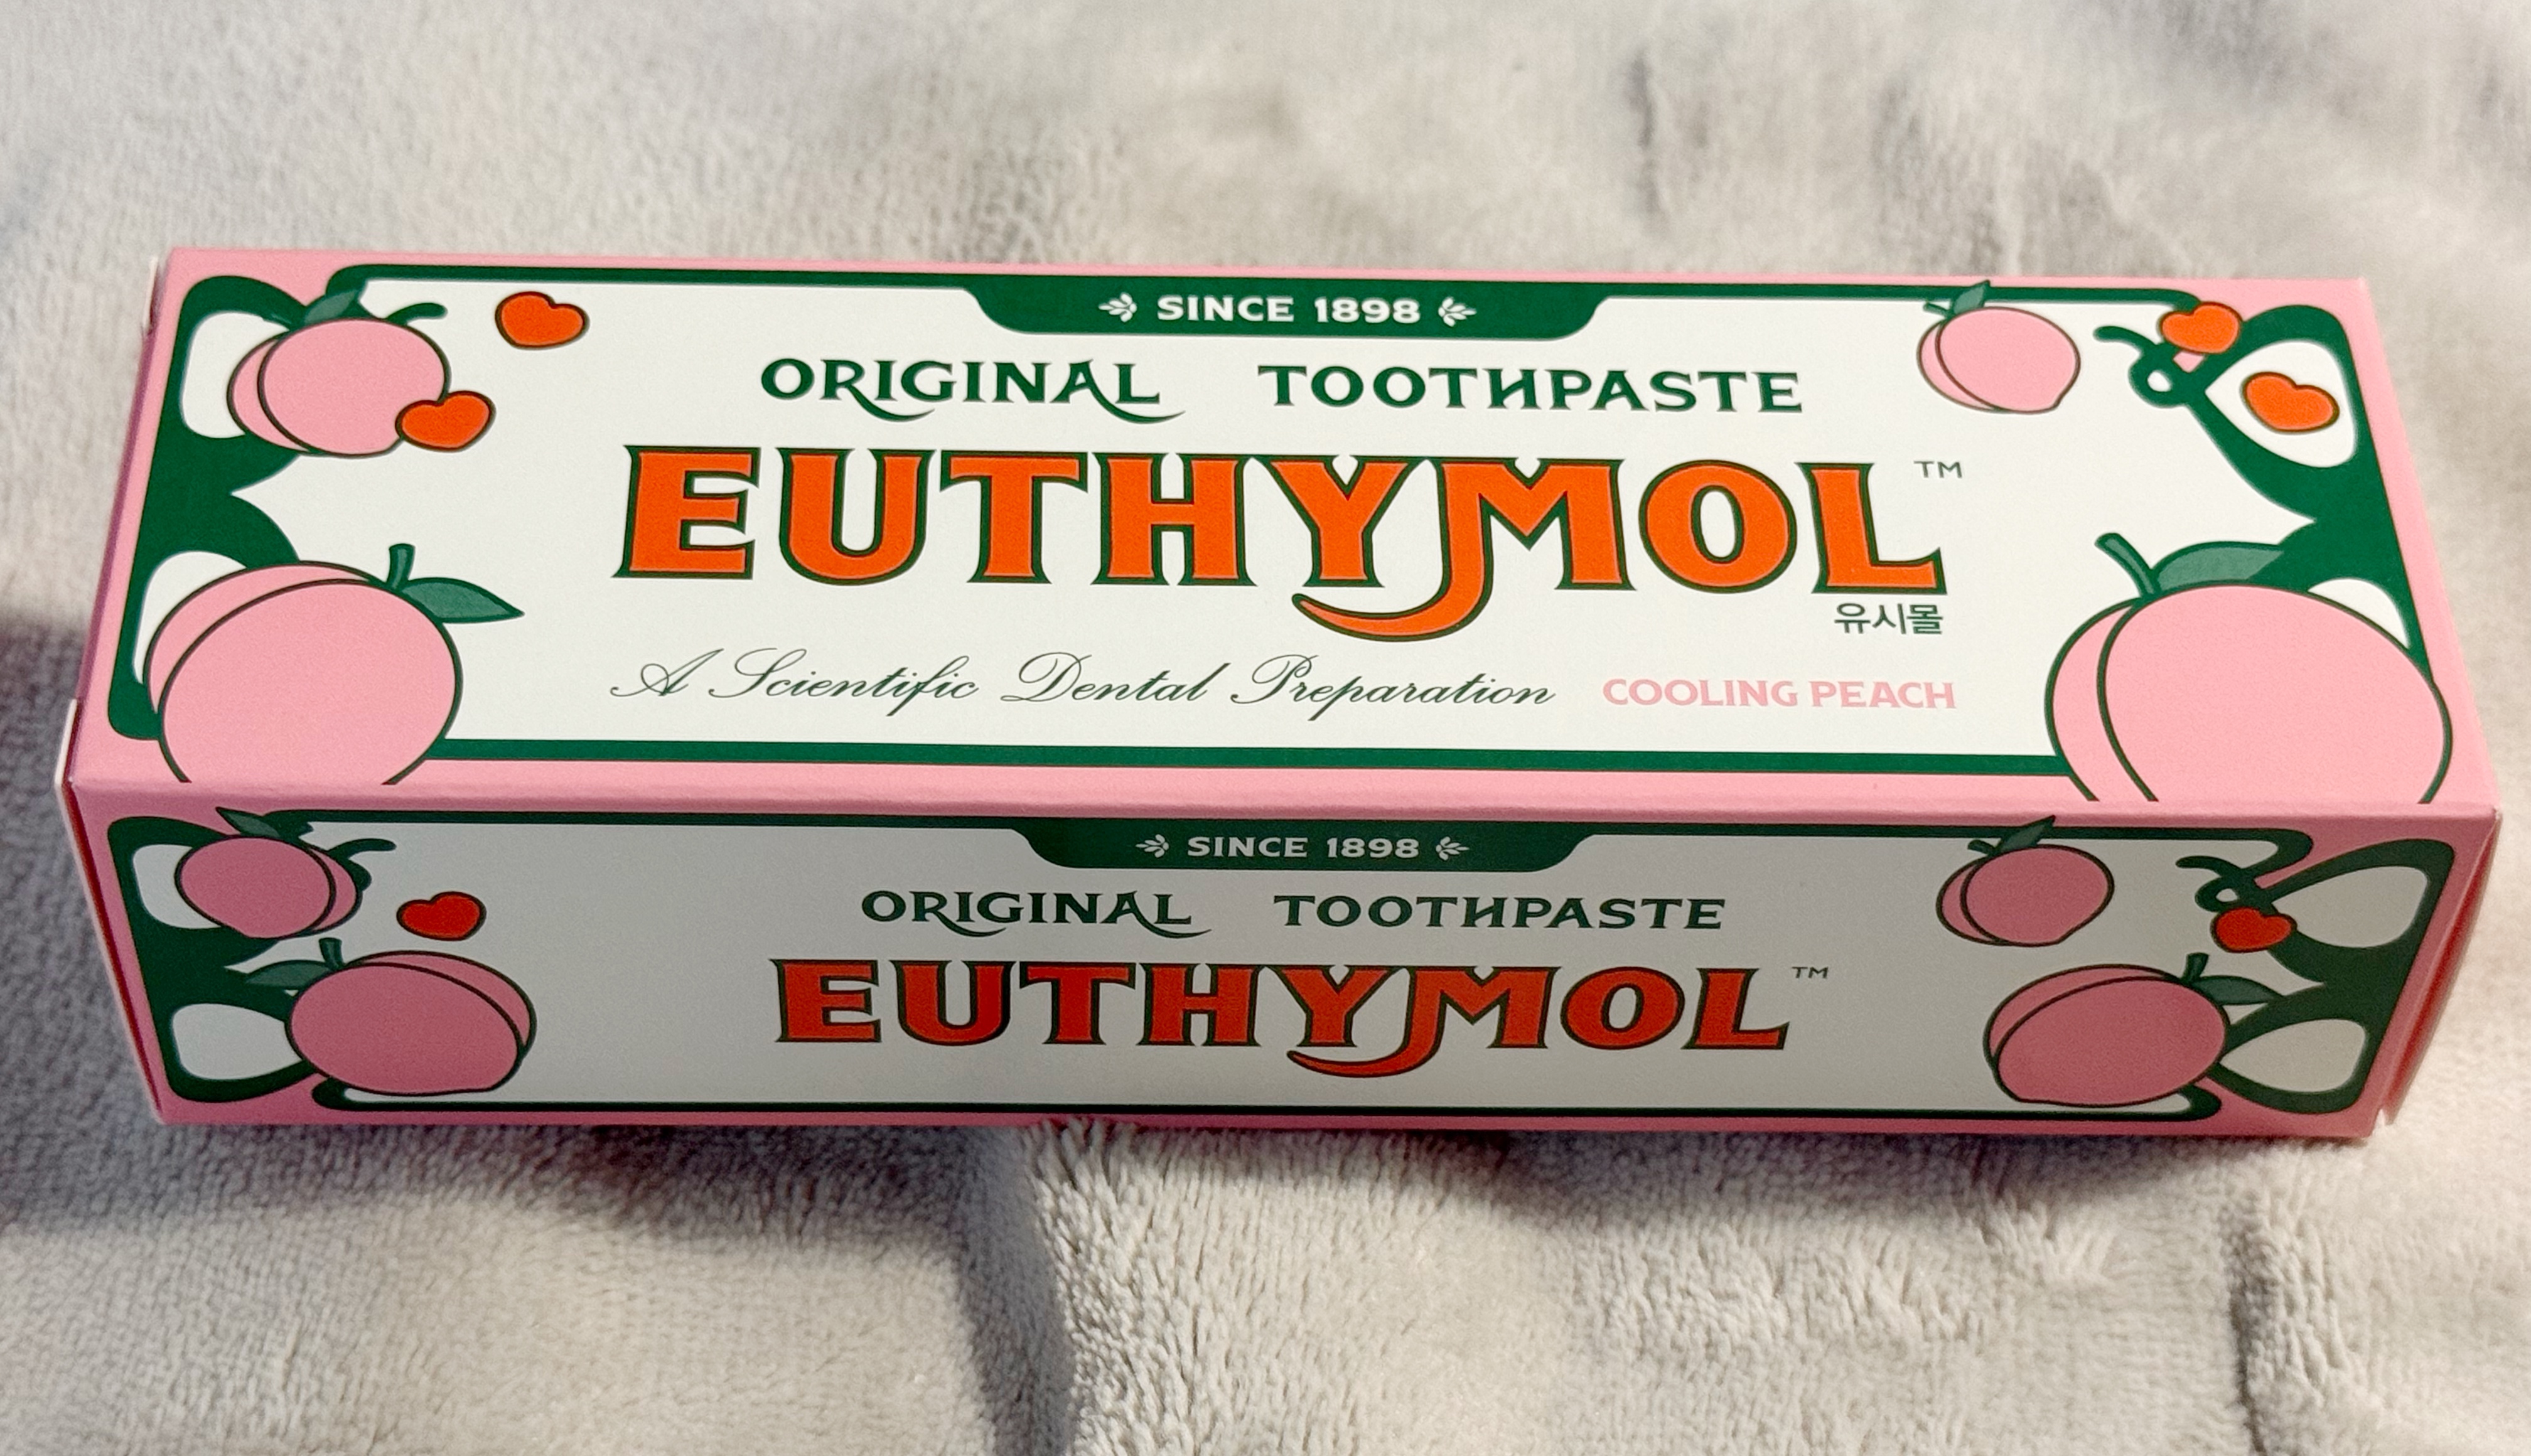 SINCE 1898
ORIGINAL TOOTHPASTE
EUTHYMOL™
유시몰
A Scientific Dental Preparation COOLING PEACH
SINCE 1898
ORIGINAL TOOTHPASTE
EUTHYMOL™